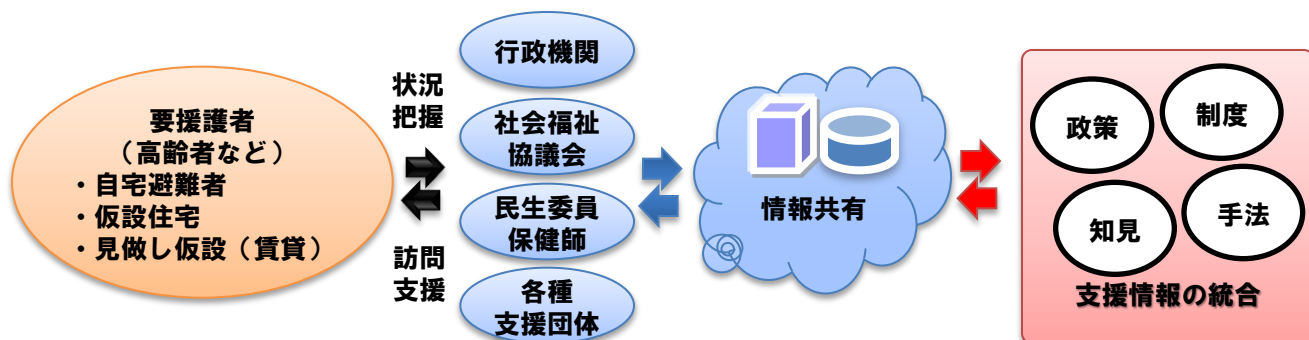 要援護者
（高齢者など）
・自宅避難者
・仮設住宅
・見做し仮設（賃貸）
状況
把握
訪問
支援
行政機関
社会福祉
協議会
民生委員
保健師
各種
支援団体
情報共有
政策
制度
知見
手法
支援情報の統合